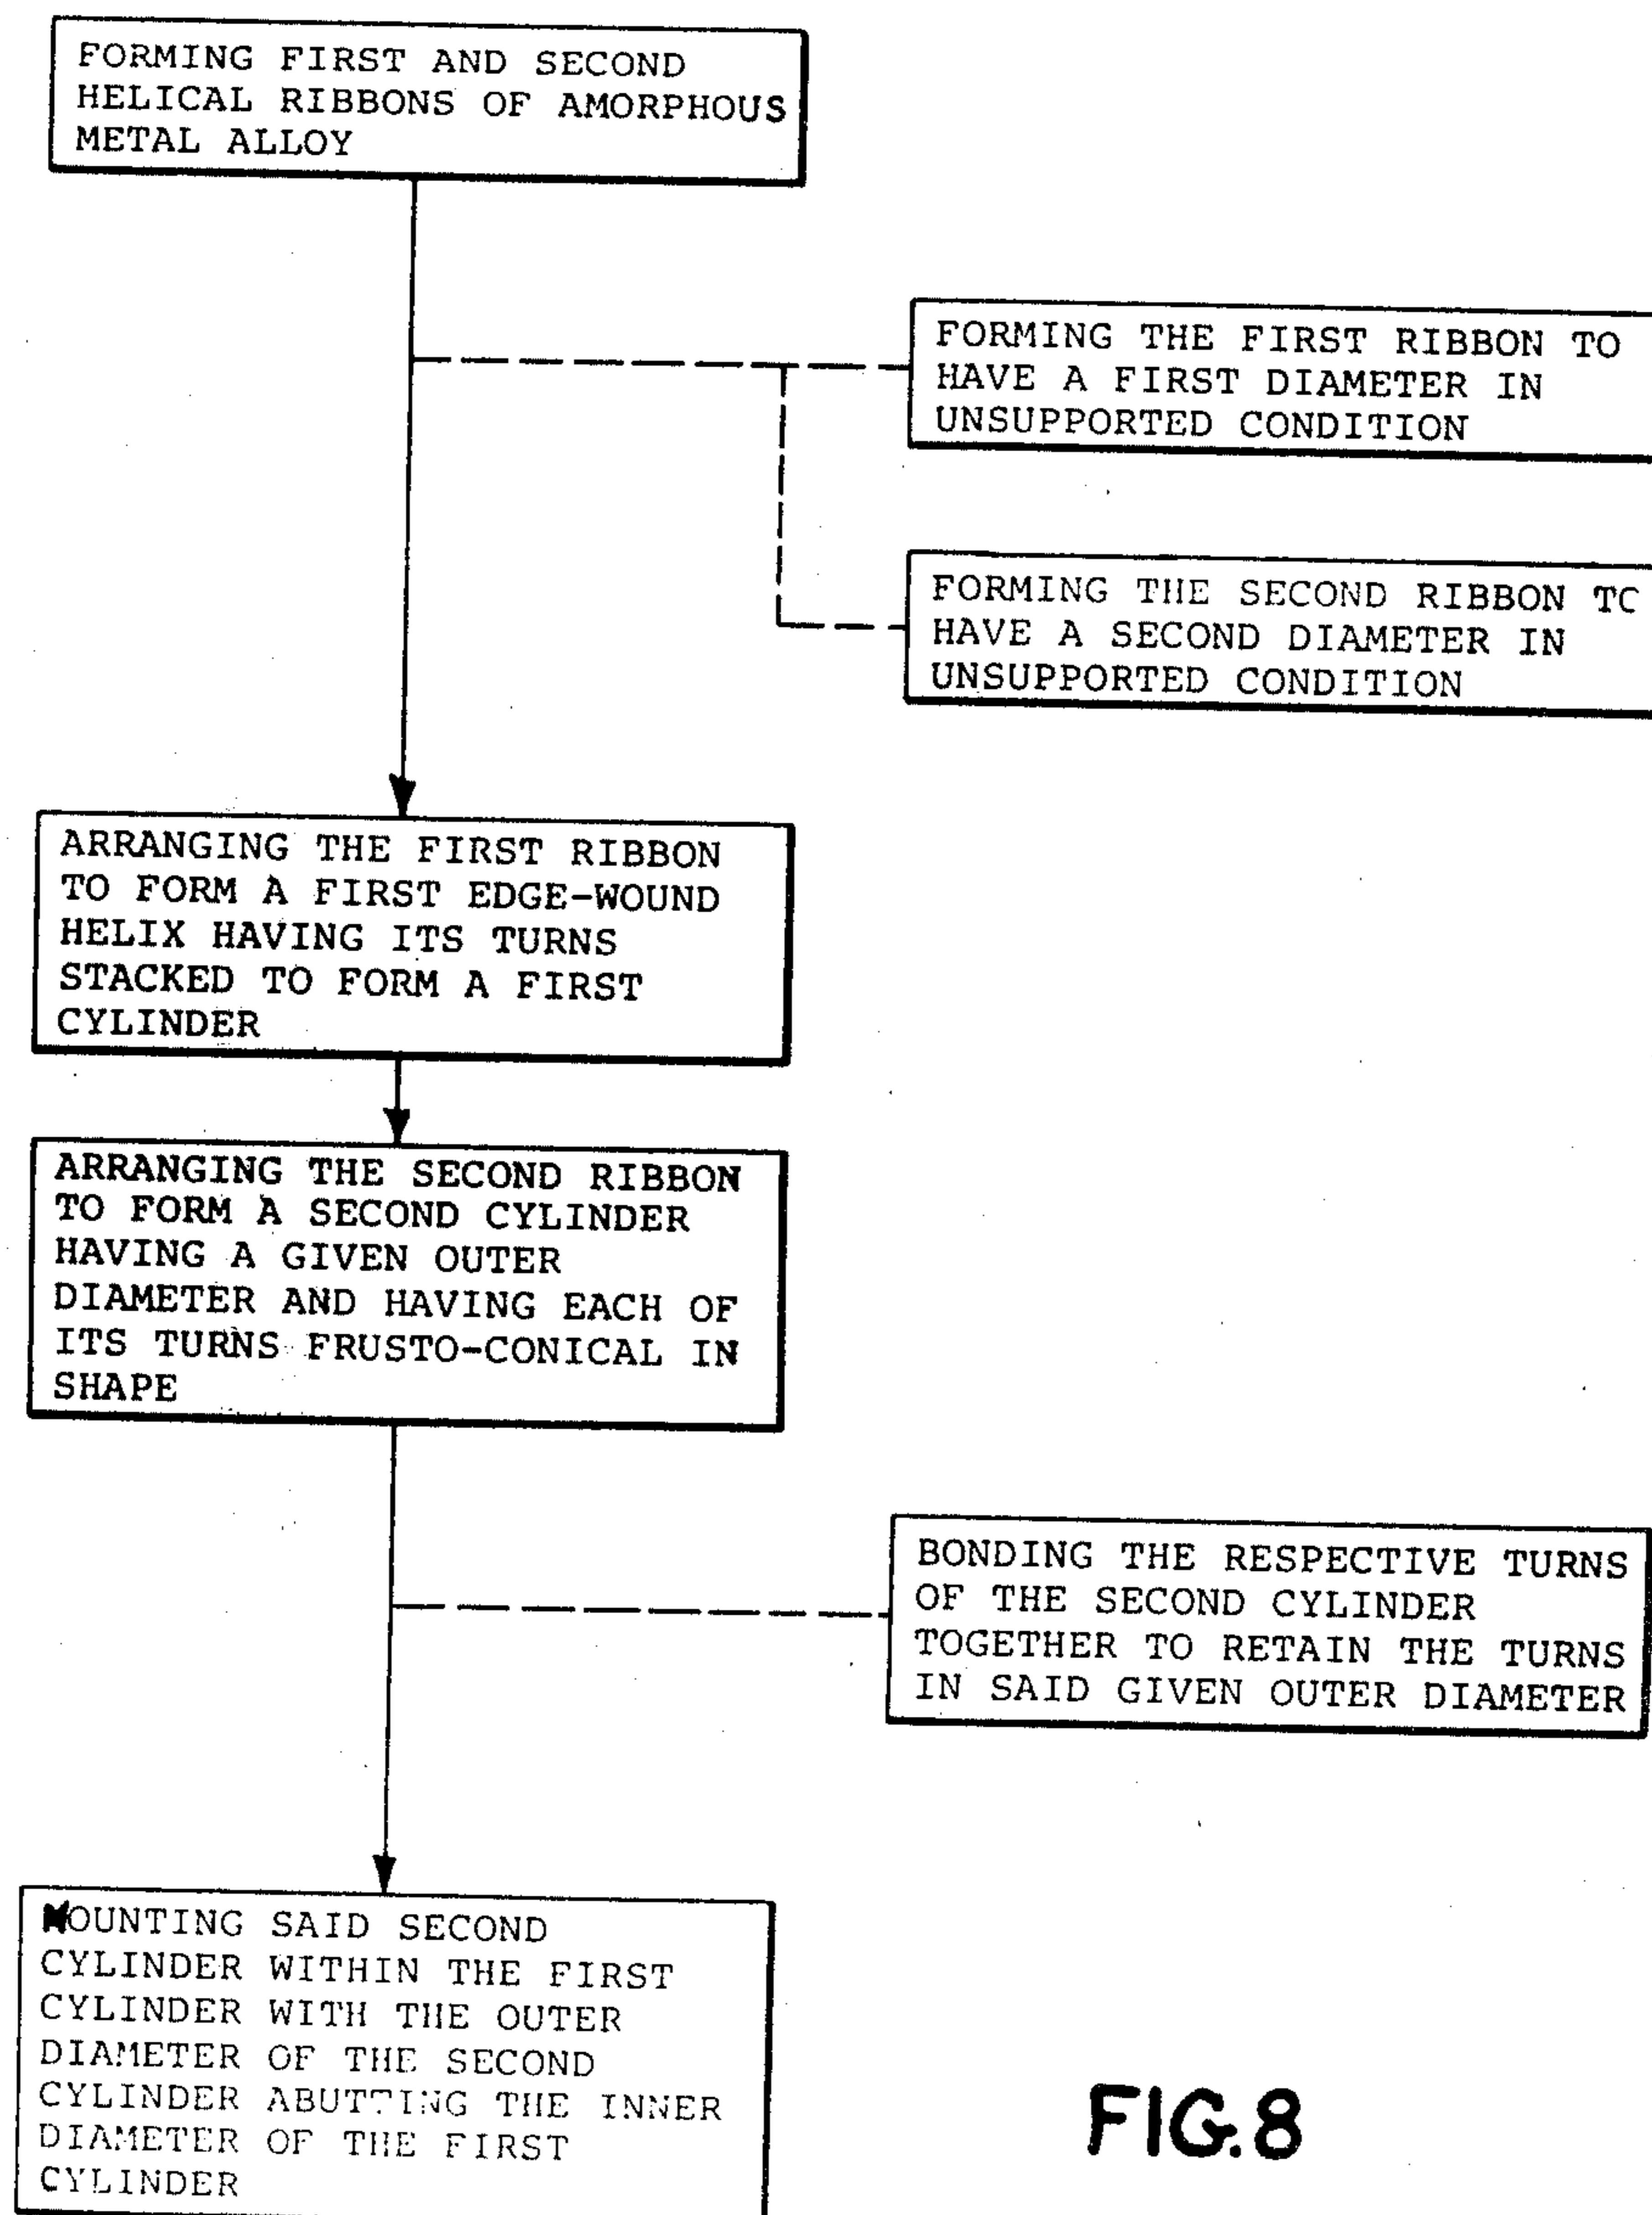 FORMING FIRST AND SECOND
HELICAL RIBBONS OF AMORPHOUS
METAL ALLOY
FORMING THE FIRST RIBBON TO
HAVE A FIRST DIAMETER IN
UNSUPPORTED CONDITION
FORMING THE SECOND RIBBON TO
HAVE A SECOND DIAMETER IN
UNSUPPORTED CONDITION
ARRANGING THE FIRST RIBBON
TO FORM A FIRST EDGE-WOUND
HELIX HAVING ITS TURNS
STACKED TO FORM A FIRST
CYLINDER
ARRANGING THE SECOND RIBBON
TO FORM A SECOND CYLINDER
HAVING A GIVEN OUTER
DIAMETER AND HAVING EACH OF
ITS TURNS FRUSTO-CONICAL IN
SHAPE
BONDING THE RESPECTIVE TURNS
OF THE SECOND CYLINDER
TOGETHER TO RETAIN THE TURNS
IN SAID GIVEN OUTER DIAMETER
MOUNTING SAID SECOND
CYLINDER WITHIN THE FIRST
CYLINDER WITH THE OUTER
DIAMETER OF THE SECOND
CYLINDER ABUTTING THE INNER
DIAMETER OF THE FIRST
CYLINDER
FIG.8